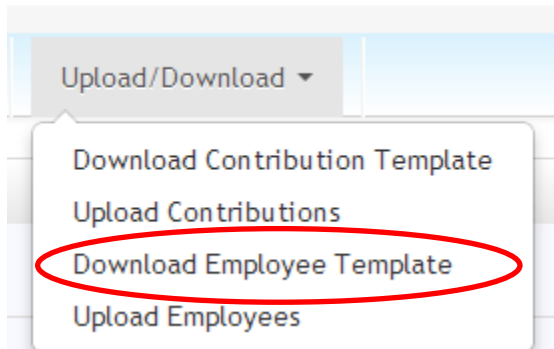 Upload/Download
Download Contribution Template
Upload Contributions
Download Employee Template
Upload Employees